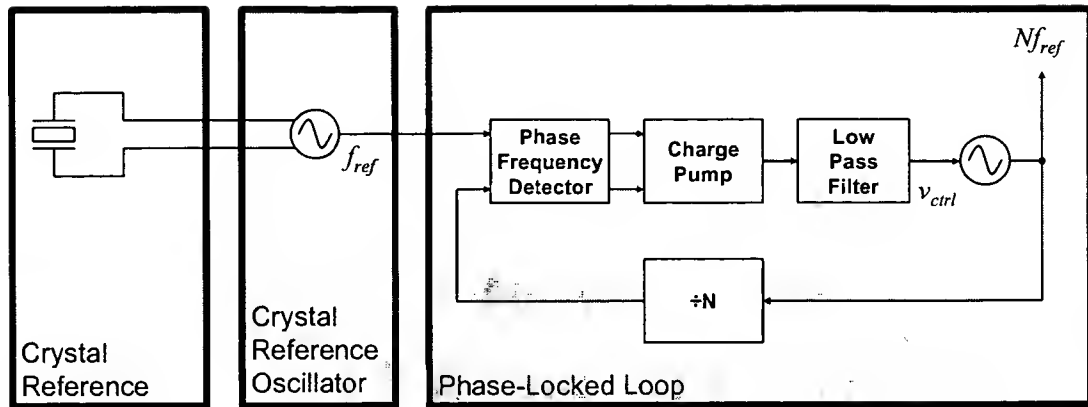 Nf_ref
f_ref
Phase
Frequency
Detector
Charge
Pump
Low
Pass
Filter
v_ctrl
÷N
Crystal
Reference
Crystal
Reference
Oscillator
Phase-Locked Loop